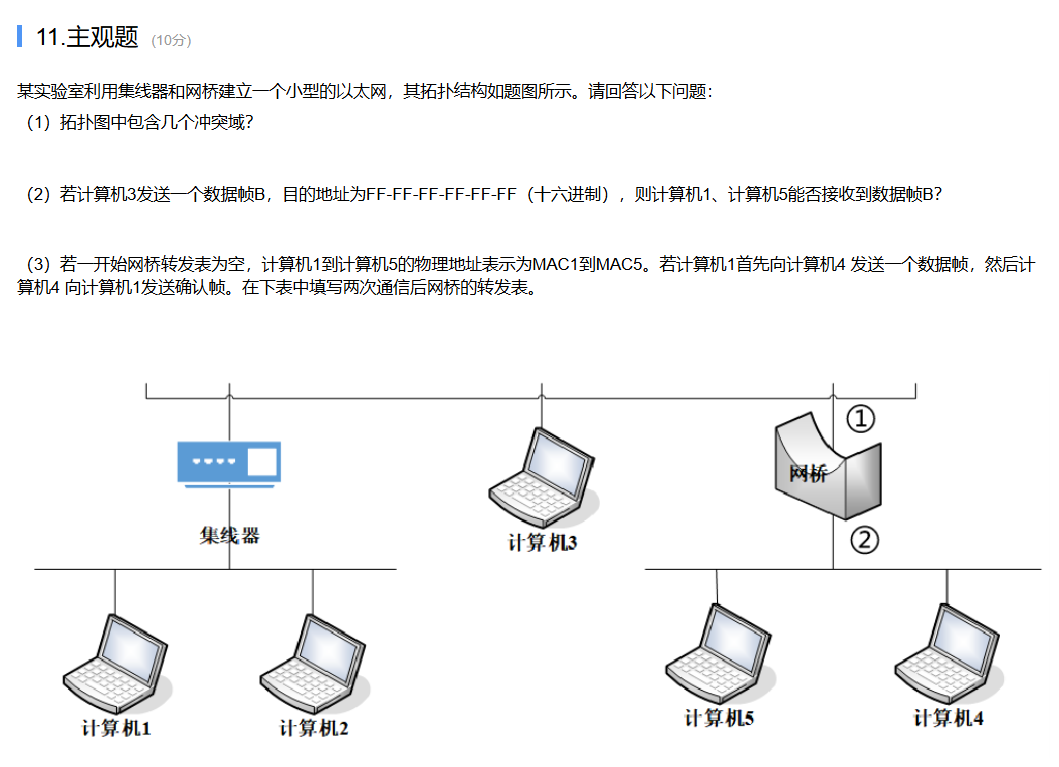 11.主观题 (10分)
某实验室利用集线器和网桥建立一个小型的以太网，其拓扑结构如题图所示。请回答以下问题：
（1）拓扑图中包含几个冲突域？
（2）若计算机3发送一个数据帧B，目的地址为FF-FF-FF-FF-FF-FF（十六进制），则计算机1、计算机5能否接收到数据帧B？
（3）若一开始网桥转发表为空，计算机1到计算机5的物理地址表示为MAC1到MAC5。若计算机1首先向计算机4 发送一个数据帧，然后计
算机4 向计算机1发送确认帧。在下表中填写两次通信后网桥的转发表。
①
网桥
集线器
计算机3
②
计算机1
计算机2
计算机5
计算机4